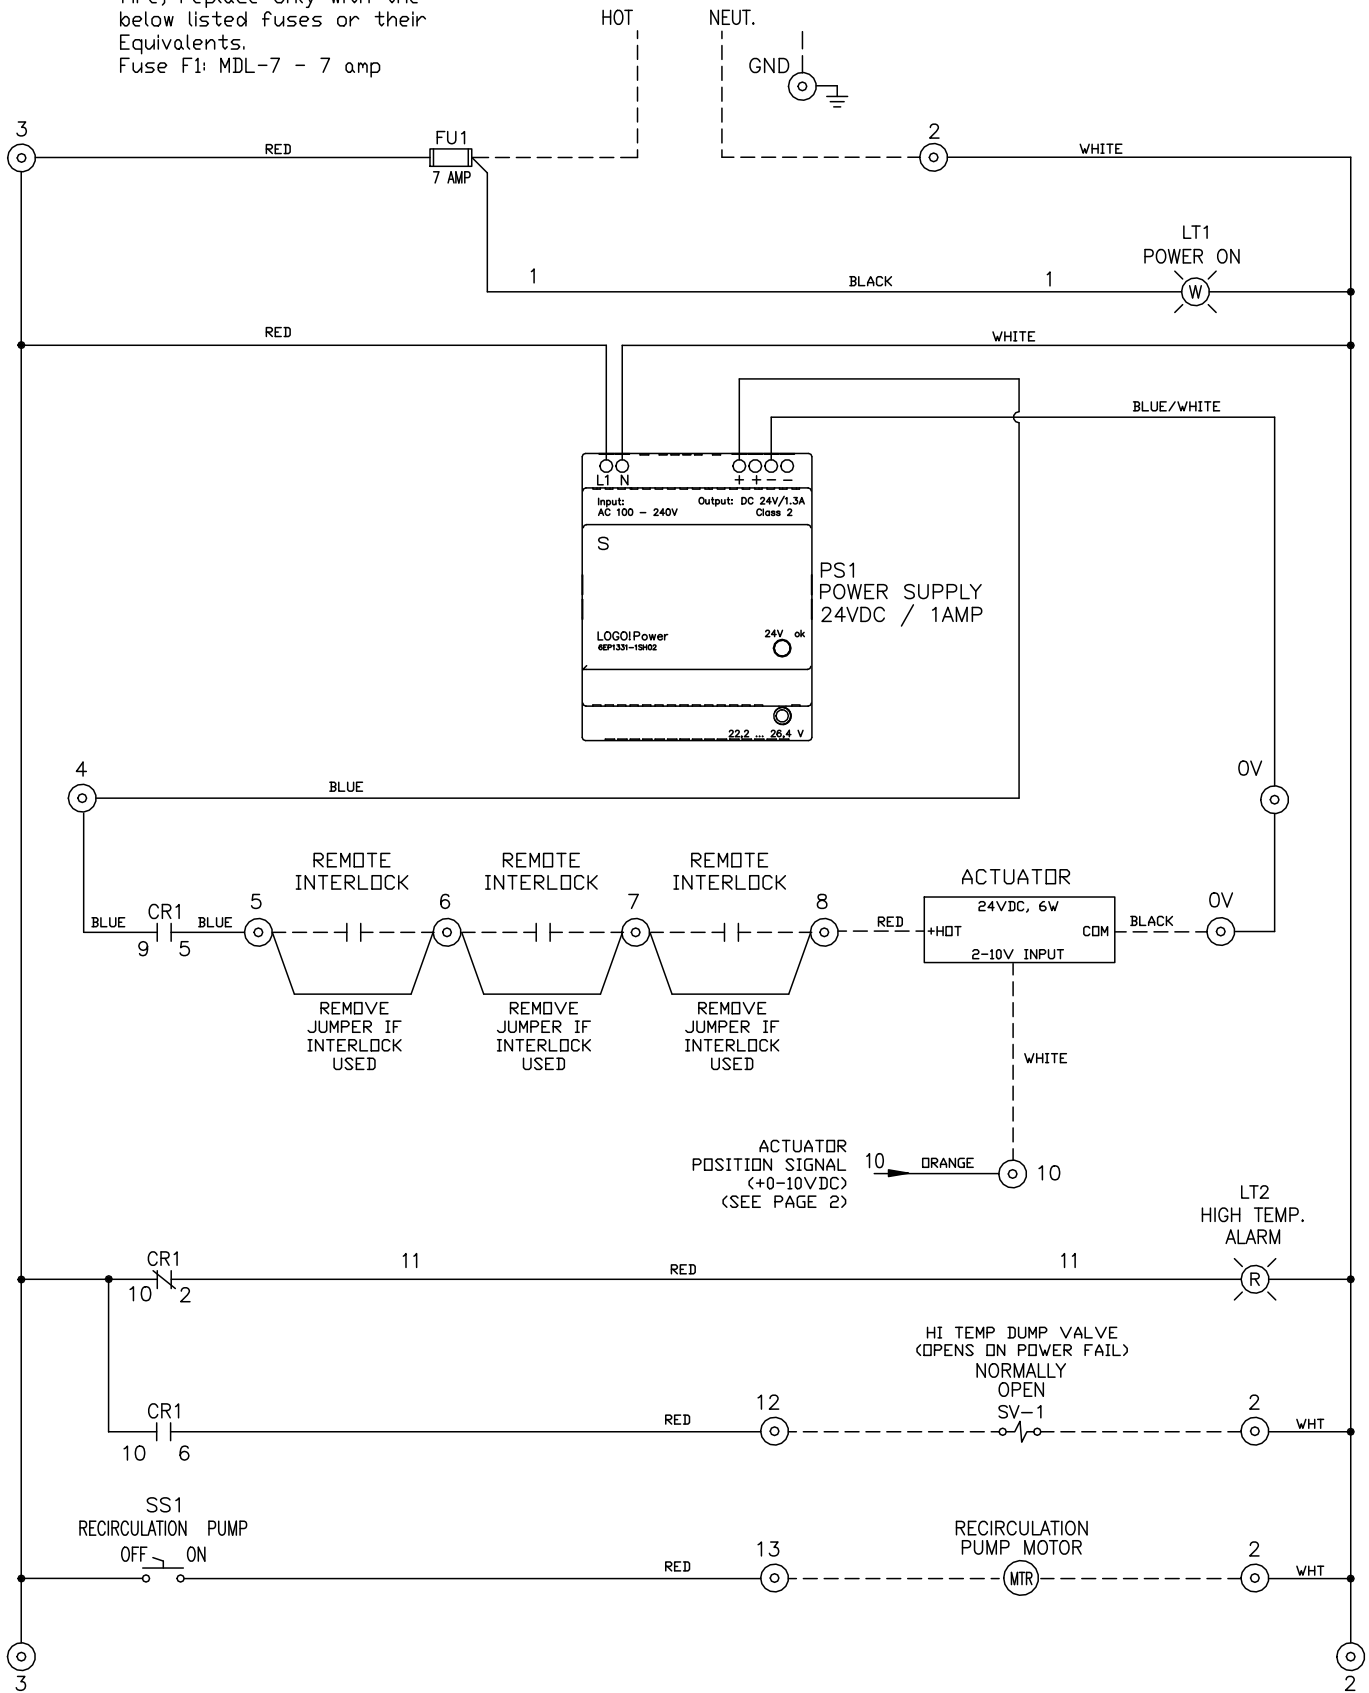 below listed fuses or their
Equivalents.
Fuse F1: MDL-7 - 7 amp
HOT
NEUT.
GND
3
RED
FU1
7 AMP
2
WHITE
LT1
POWER ON
1
BLACK
1
W
RED
WHITE
BLUE/WHITE
L1 N
+ + - -
Input:
AC 100 - 240V
Output: DC 24V/1.3A
Class 2
S
PS1
POWER SUPPLY
24VDC / 1AMP
LOGO!Power
6EP1331-1SH02
24V ok
22,2 ... 26,4 V
4
BLUE
0V
REMOTE
INTERLOCK
REMOTE
INTERLOCK
REMOTE
INTERLOCK
ACTUATOR
BLUE
CR1
9 5
BLUE
5
6
7
8
RED
24VDC, 6W
+HOT
COM
2-10V INPUT
BLACK
0V
REMOVE
JUMPER IF
INTERLOCK
USED
REMOVE
JUMPER IF
INTERLOCK
USED
REMOVE
JUMPER IF
INTERLOCK
USED
WHITE
ACTUATOR
POSITION SIGNAL
(+0-10VDC)
(SEE PAGE 2)
10
ORANGE
10
LT2
HIGH TEMP.
ALARM
CR1
10 2
11
RED
11
R
HI TEMP DUMP VALVE
(OPENS ON POWER FAIL)
NORMALLY
OPEN
SV-1
CR1
10 6
RED
12
2
WHT
SS1
RECIRCULATION PUMP
OFF ON
RED
13
RECIRCULATION
PUMP MOTOR
MTR
2
WHT
3
2